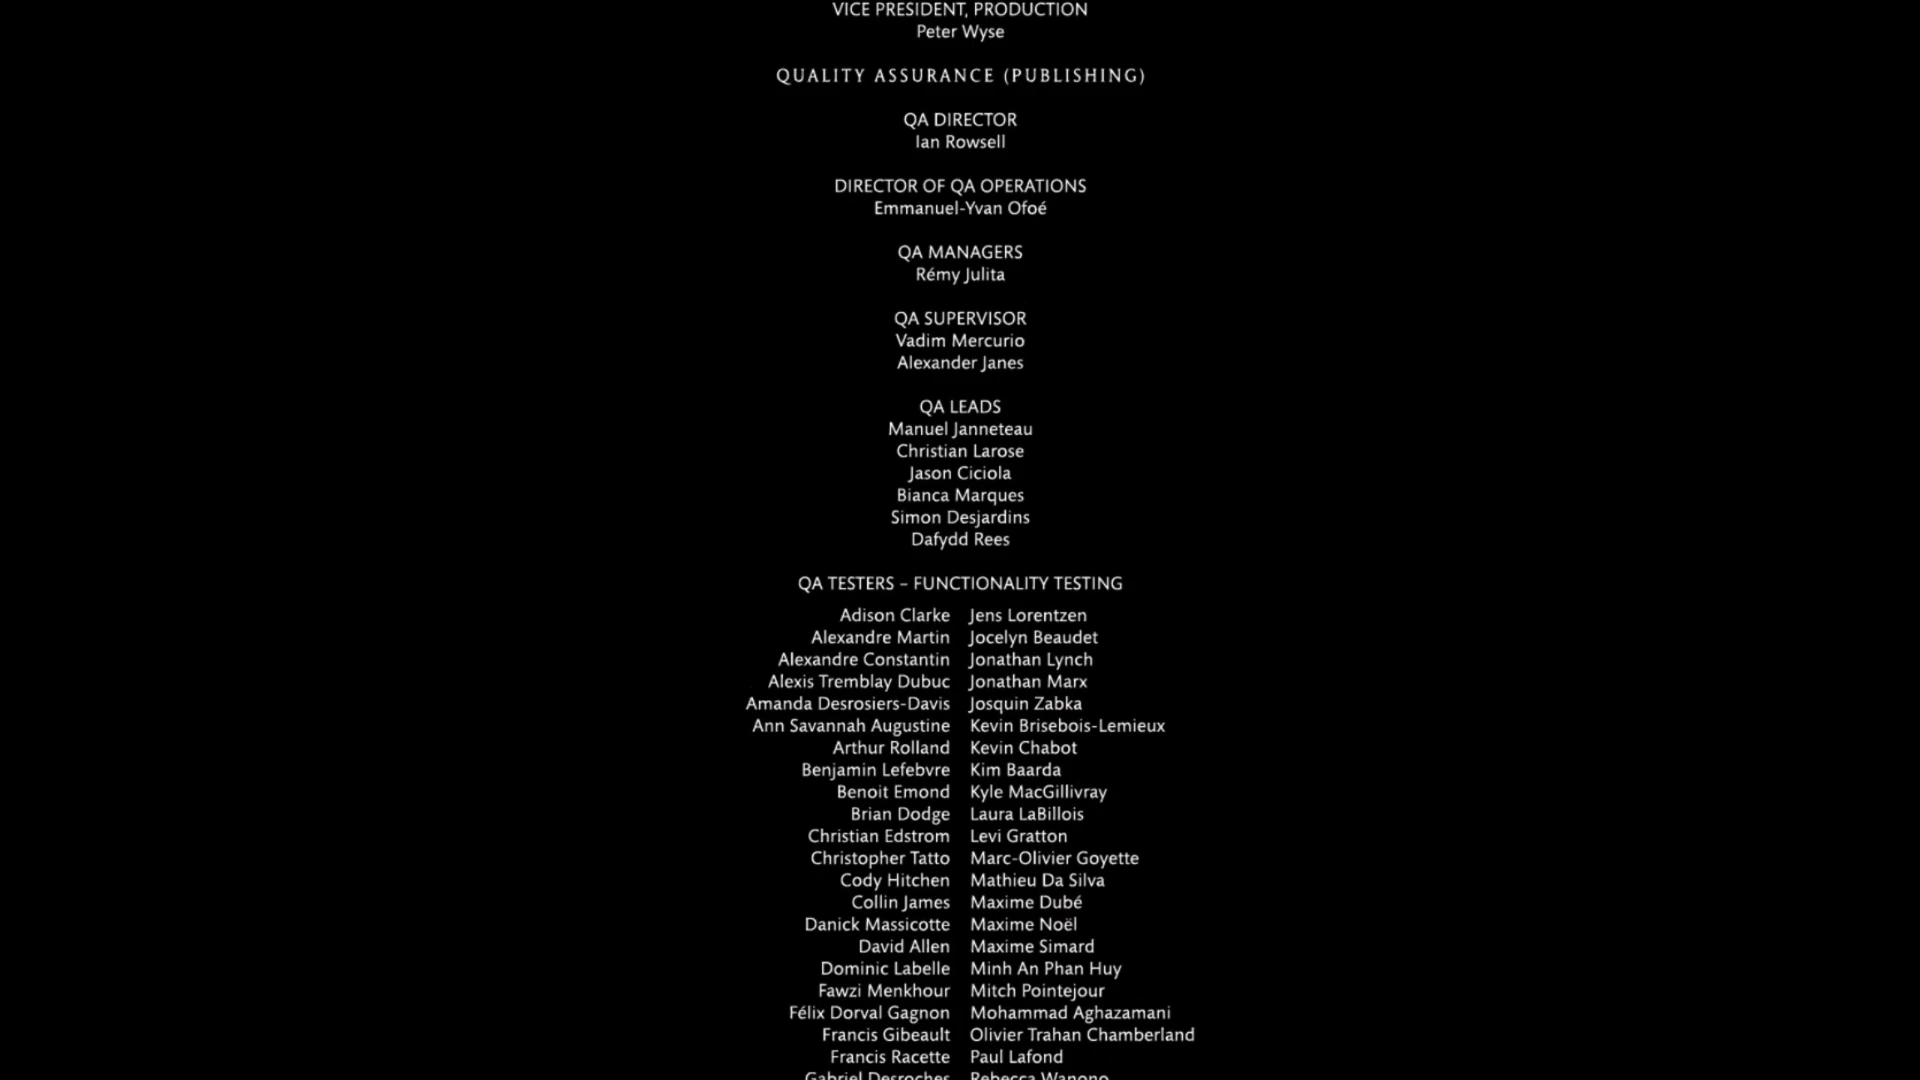 VICE PRESIDENT, PRODUCTION
Peter Wyse
QUALITY ASSURANCE (PUBLISHING)
QA DIRECTOR
Ian Rowsell
DIRECTOR OF QA OPERATIONS
Emmanuel-Yvan Ofoé
QA MANAGERS
Rémy Julita
QA SUPERVISOR
Vadim Mercurio
Alexander Janes
QA LEADS
Manuel Janneteau
Christian Larose
Jason Ciciola
Bianca Marques
Simon Desjardins
Dafydd Rees
QA TESTERS – FUNCTIONALITY TESTING
Adison Clarke Jens Lorentzen
Alexandre Martin Jocelyn Beaudet
Alexandre Constantin Jonathan Lynch
Alexis Tremblay Dubuc Jonathan Marx
Amanda Desrosiers-Davis Josquin Zabka
Ann Savannah Augustine Kevin Brisebois-Lemieux
Arthur Rolland Kevin Chabot
Benjamin Lefebvre Kim Baarda
Benoit Emond Kyle MacGillivray
Brian Dodge Laura LaBillois
Christian Edstrom Levi Gratton
Christopher Tatto Marc-Olivier Goyette
Cody Hitchen Mathieu Da Silva
Collin James Maxime Dubé
Danick Massicotte Maxime Noël
David Allen Maxime Simard
Dominic Labelle Minh An Phan Huy
Fawzi Menkhour Mitch Pointejour
Félix Dorval Gagnon Mohammad Aghazamani
Francis Gibeault Olivier Trahan Chamberland
Francis Racette Paul Lafond
Gabriel Desroches Rebecca Wanono